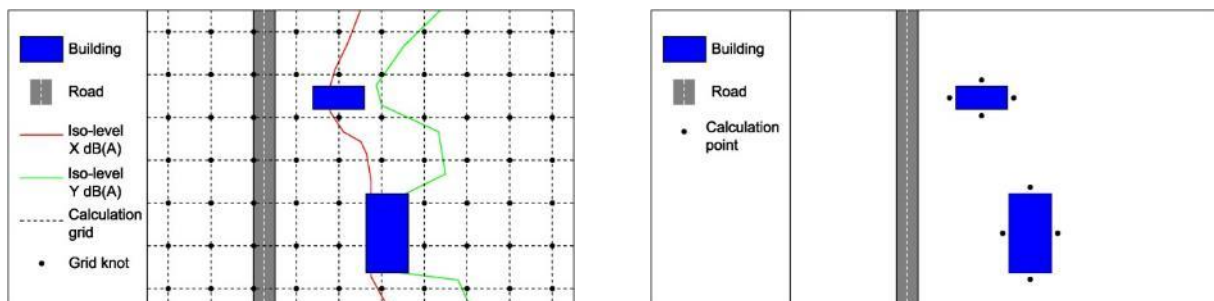 Building
Road
Iso-level
X dB(A)
Iso-level
Y dB(A)
Calculation
grid
Grid knot
Building
Road
Calculation
point